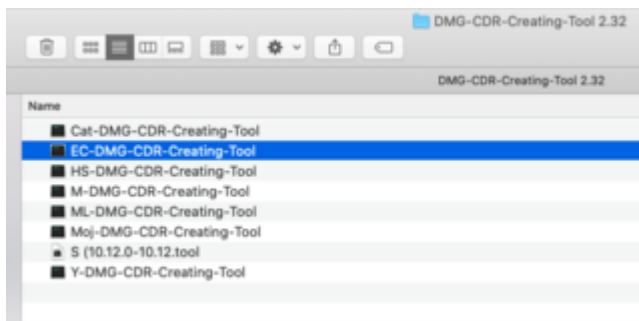 DMG-CDR-Creating-Tool 2.32
DMG-CDR-Creating-Tool 2.32
Name
Cat-DMG-CDR-Creating-Tool
EC-DMG-CDR-Creating-Tool
HS-DMG-CDR-Creating-Tool
M-DMG-CDR-Creating-Tool
ML-DMG-CDR-Creating-Tool
Moj-DMG-CDR-Creating-Tool
S (10.12.0-10.12.tool
Y-DMG-CDR-Creating-Tool